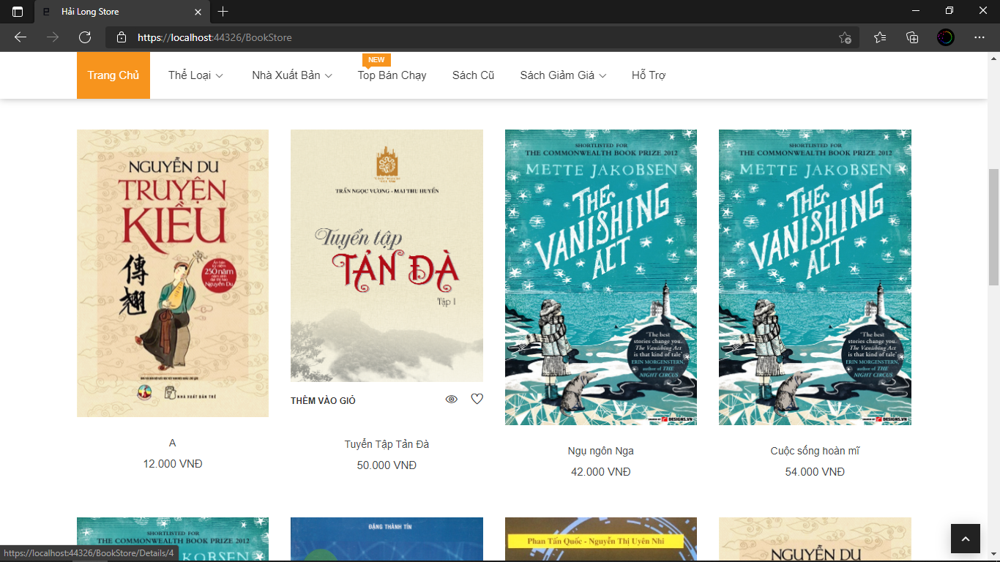 Hải Long Store
https://localhost:44326/BookStore
NEW
Trang Chủ Thể Loại Nhà Xuất Bản Top Bán Chạy Sách Cũ Sách Giảm Giá Hỗ Trợ
NGUYỄN DU
TRUYỆN
KIỀU
傳
翹
250 năm
Nguyễn Du
NHÀ XUẤT BẢN TRẺ
A
12.000 VNĐ
TRẦN NGỌC VƯƠNG - MAI THU HUYỀN
Tuyển tập
TẢN ĐÀ
Tập 1
THÊM VÀO GIỎ
Tuyển Tập Tản Đà
50.000 VNĐ
SHORTLISTED FOR
THE COMMONWEALTH BOOK PRIZE 2012
METTE JAKOBSEN
THE
VANISHING
ACT
'The best
stories change you.
The Vanishing Act
is that kind of tale'
ERIN MORGENSTERN,
author of THE
NIGHT CIRCUS
DESIGNS.VN
Ngụ ngôn Nga
42.000 VNĐ
SHORTLISTED FOR
THE COMMONWEALTH BOOK PRIZE 2012
METTE JAKOBSEN
THE
VANISHING
ACT
'The best
stories change you.
The Vanishing Act
is that kind of tale'
ERIN MORGENSTERN,
author of THE
NIGHT CIRCUS
DESIGNS.VN
Cuộc sống hoàn mĩ
54.000 VNĐ
SHORTLISTED FOR
THE COMMONWEALTH BOOK PRIZE 2012
KOBSEN
ĐẶNG THÀNH TÍN
Phan Tấn Quốc - Nguyễn Thị Uyên Nhi
NGUYỄN DU
https://localhost:44326/BookStore/Details/4